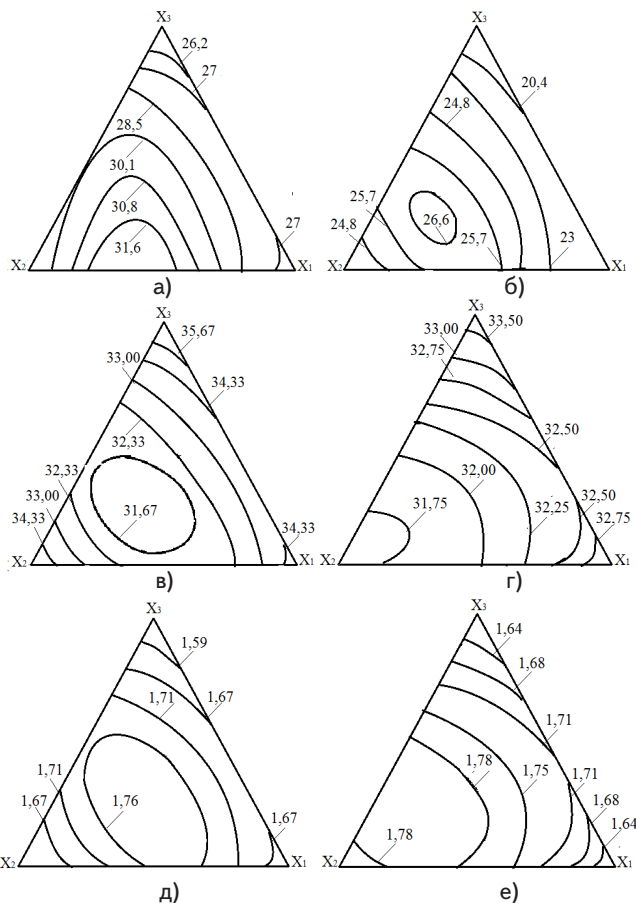 X₃
X₃
26,2
27
28,5
30,1
30,8
31,6
27
X₂
X₁
а)
20,4
24,8
25,7
24,8
26,6
25,7
23
X₂
X₁
б)
X₃
35,67
33,00
34,33
32,33
32,33
33,00
34,33
31,67
34,33
X₂
X₁
в)
X₃
33,00
33,50
32,75
32,50
32,00
31,75
32,50
32,25
32,75
X₂
X₁
г)
X₃
1,59
1,71
1,67
1,71
1,67
1,76
1,67
X₂
X₁
д)
X₃
1,64
1,68
1,71
1,78
1,75
1,71
1,68
1,64
1,78
X₂
X₁
е)